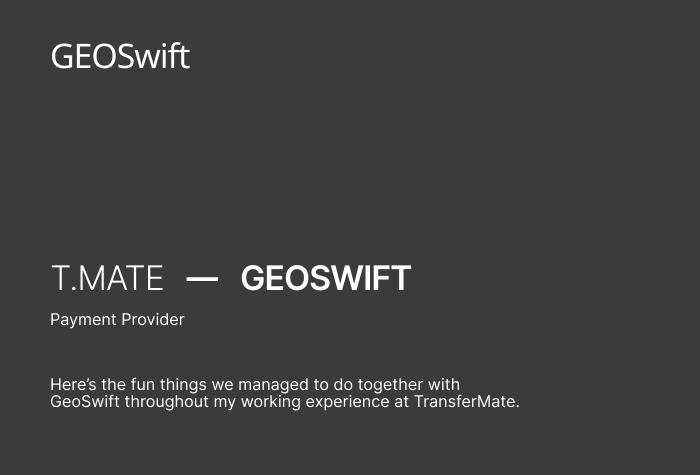 GEOSwift
T.MATE — GEOSWIFT
Payment Provider
Here’s the fun things we managed to do together with
GeoSwift throughout my working experience at TransferMate.